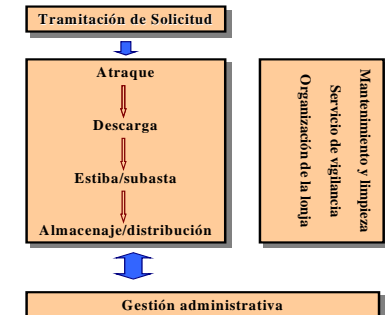 Tramitación de Solicitud
Atraque
Descarga
Estiba/subasta
Almacenaje/distribución
Mantenimiento y limpieza
Servicio de vigilancia
Organización de la lonja
Gestión administrativa